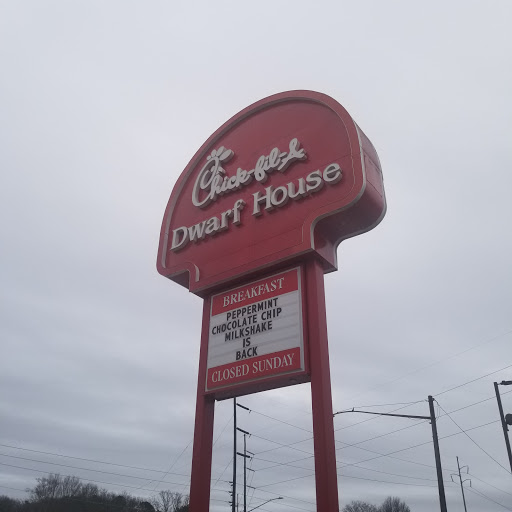 Chick-fil-A
Dwarf House
BREAKFAST
PEPPERMINT
CHOCOLATE CHIP
MILKSHAKE
IS
BACK
CLOSED SUNDAY